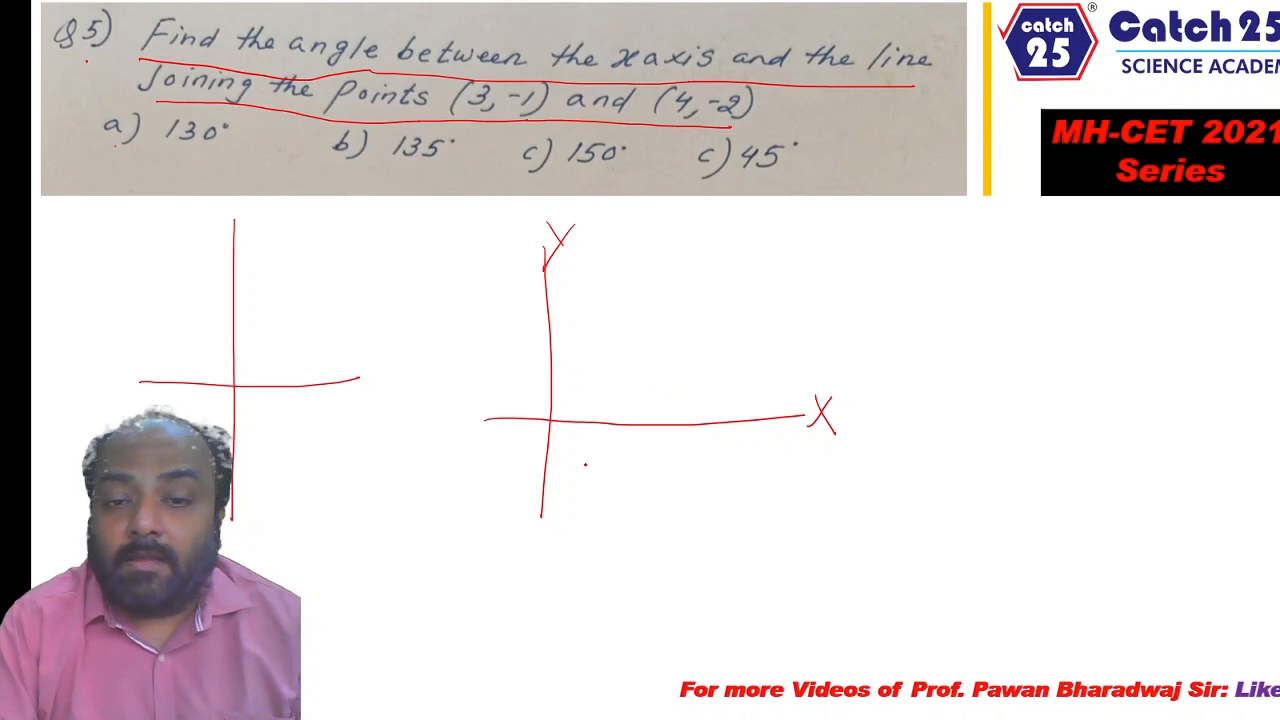 Q 5) Find the angle between the x axis and the line
Joining the Points (3, -1) and (4, -2)
a) 130° b) 135° c) 150° c) 45°
catch
25
®
Catch 25
SCIENCE ACADEM
MH-CET 2021
Series
Y
X
For more Videos of Prof. Pawan Bharadwaj Sir: Like